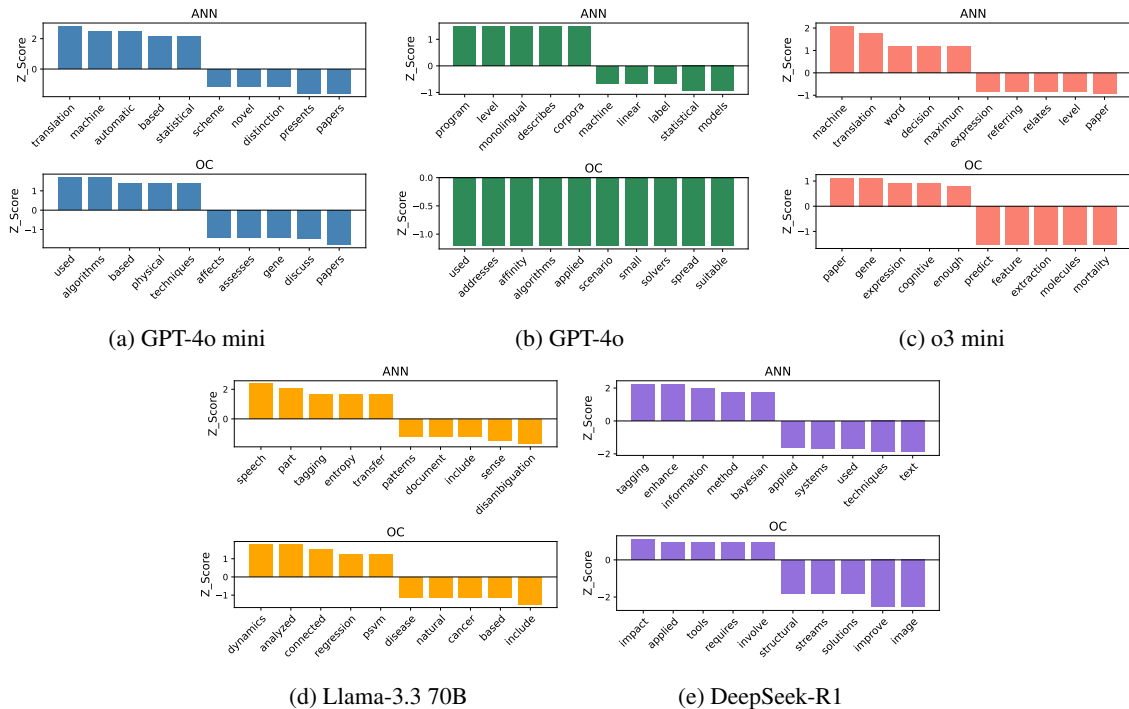 ANN
Z_Score
2
0
translation machine automatic based statistical scheme novel distinction presents papers
OC
Z_Score
1
0
−1
used algorithms based physical techniques affects assesses gene discuss papers
(a) GPT-4o mini
ANN
Z_Score
1
0
−1
program level monolingual describes corpora machine linear label statistical models
OC
Z_Score
0.0
−0.5
−1.0
used addresses affinity algorithms applied scenario small solvers spread suitable
(b) GPT-4o
ANN
Z_Score
2
1
0
−1
machine translation word decision maximum expression referring relates level paper
OC
Z_Score
1
0
−1
paper gene expression cognitive enough predict feature extraction molecules mortality
(c) o3 mini
ANN
Z_Score
2
0
speech part tagging entropy transfer patterns document include sense disambiguation
OC
Z_Score
1
0
−1
dynamics analyzed connected regression psvm disease natural cancer based include
(d) Llama-3.3 70B
ANN
Z_Score
2
0
−2
tagging enhance information method bayesian applied systems used techniques text
OC
Z_Score
0
−2
impact applied tools requires involve structural streams solutions improve image
(e) DeepSeek-R1